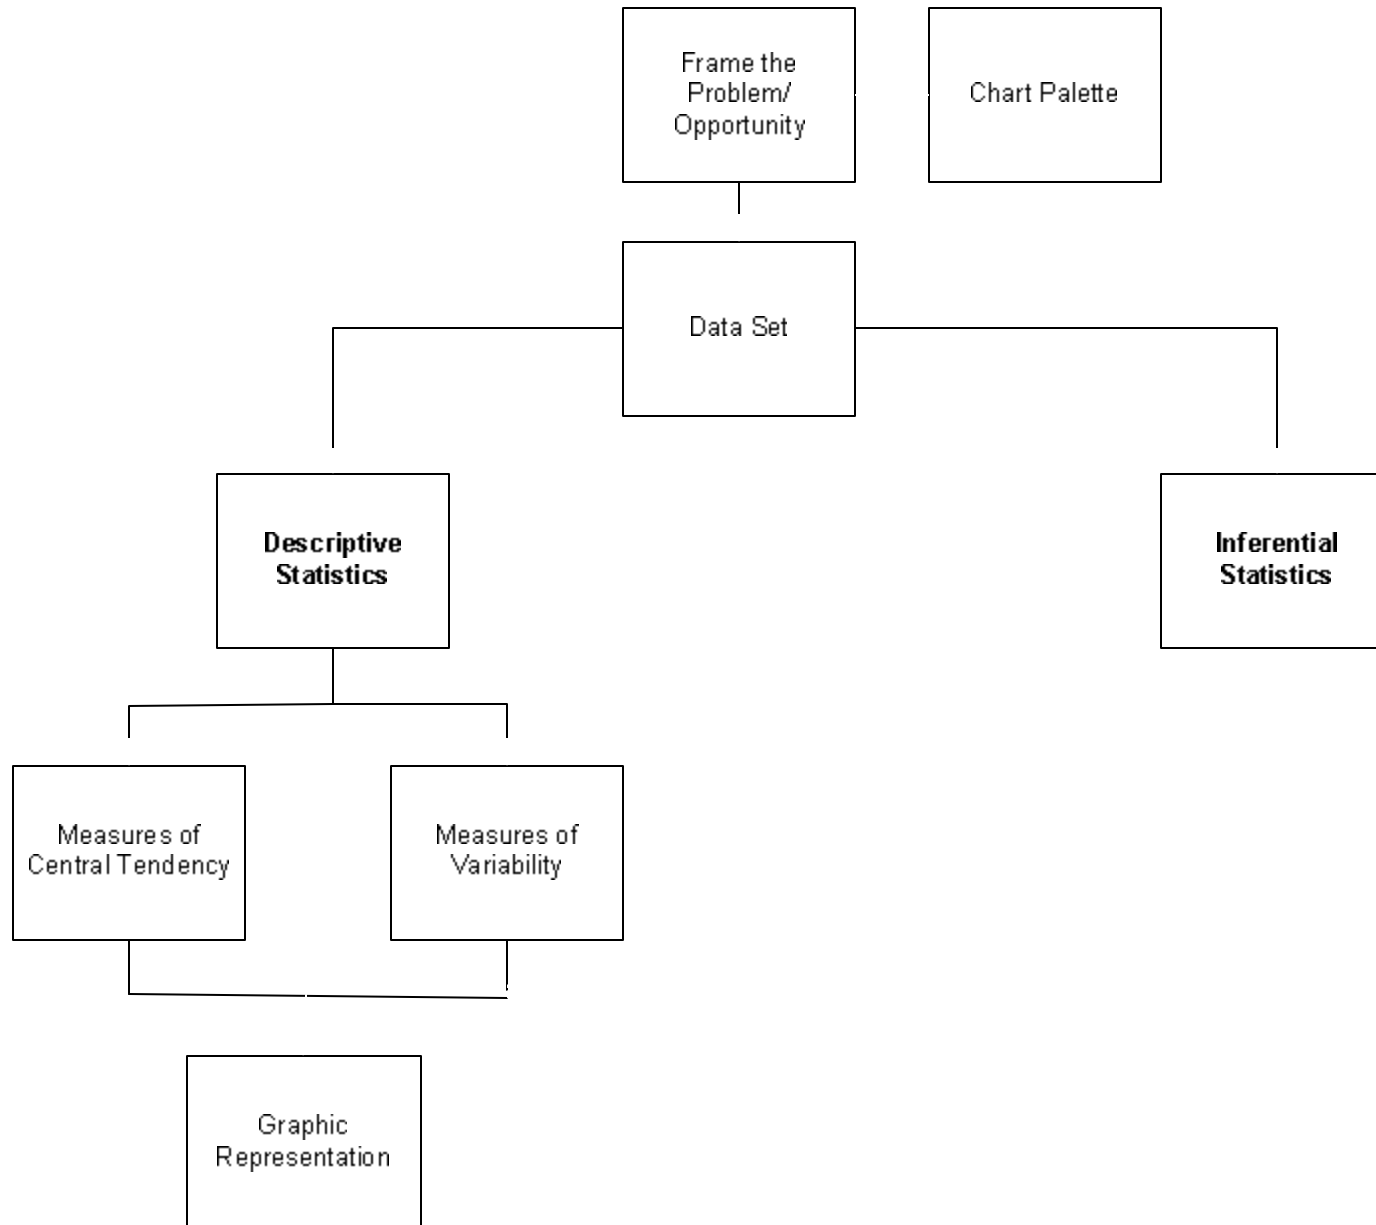 Frame the
Problem/
Opportunity
Chart Palette
Data Set
Descriptive
Statistics
Inferential
Statistics
Measures of
Central Tendency
Measures of
Variability
Graphic
Representation